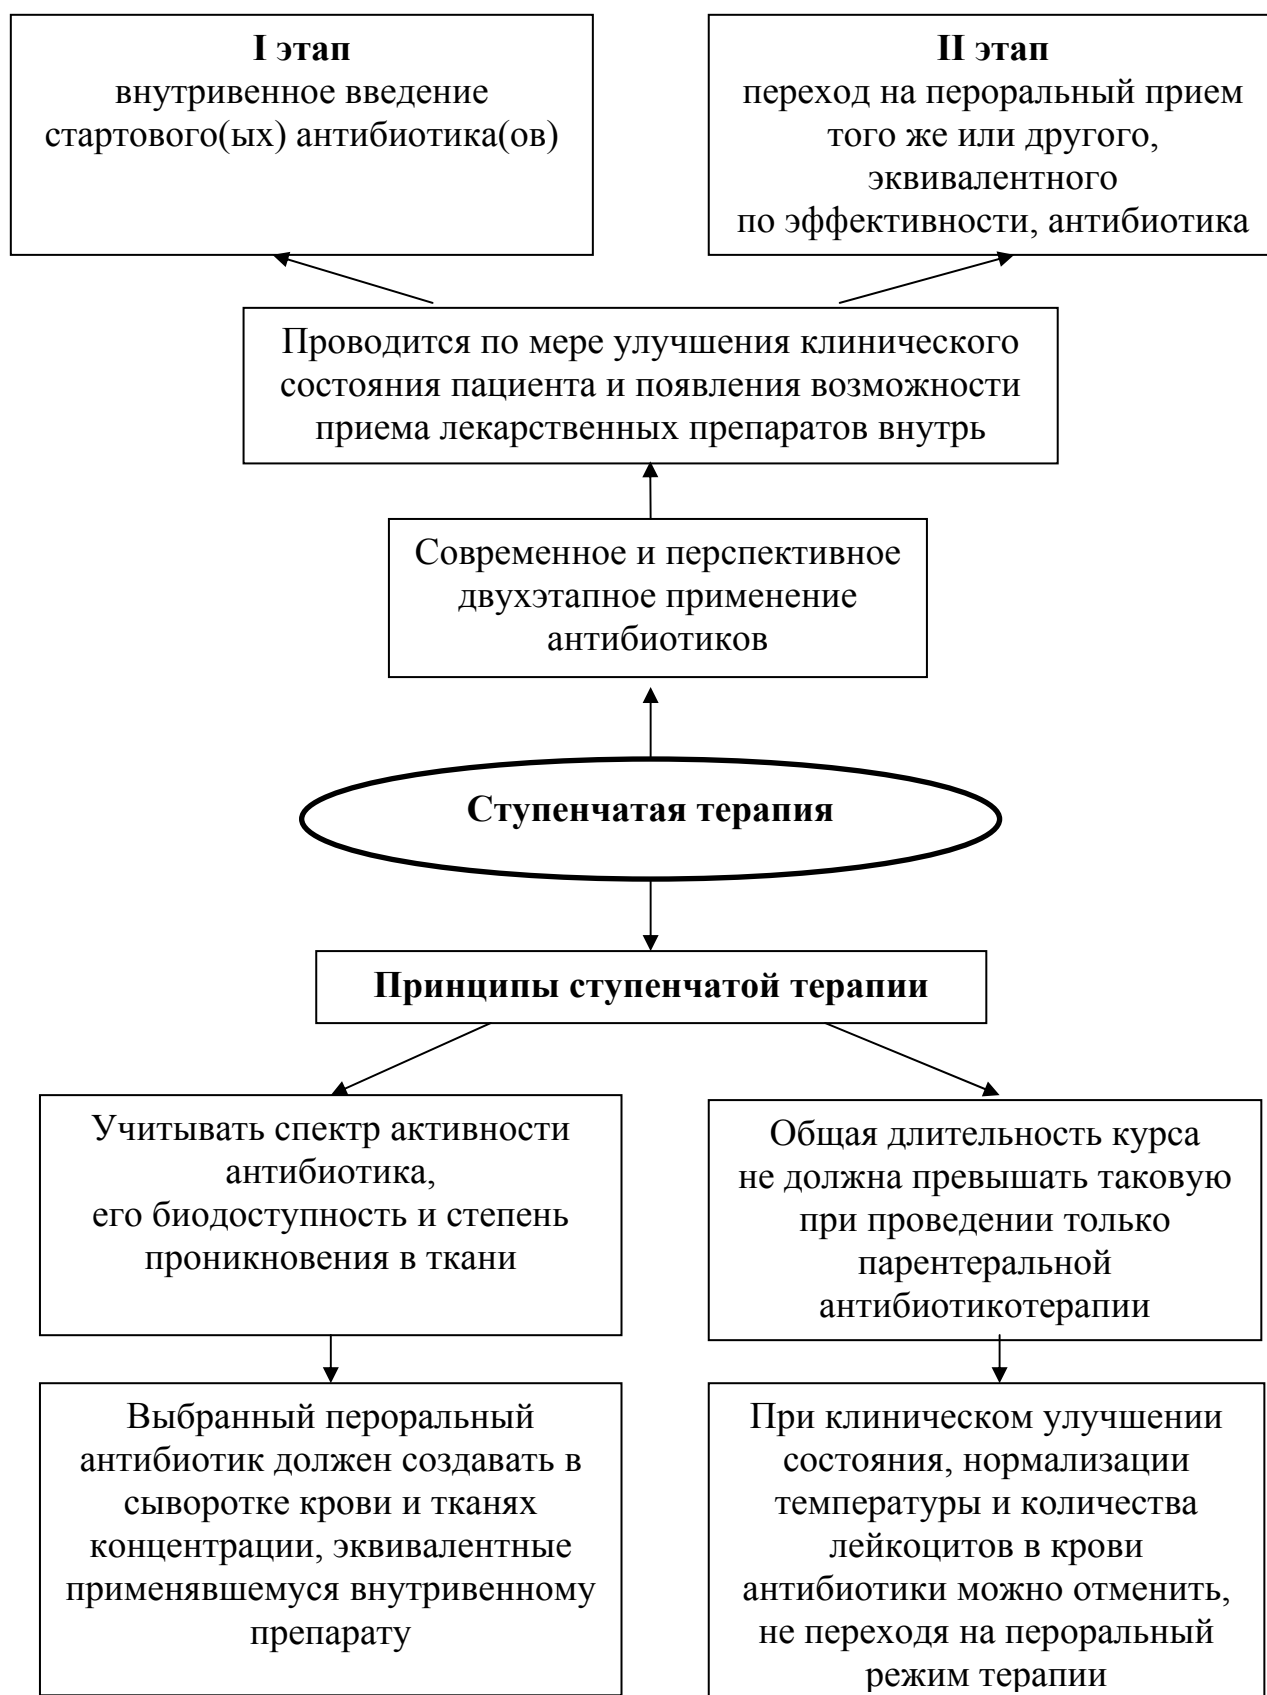 I этап
внутривенное введение
стартового(ых) антибиотика(ов)
II этап
переход на пероральный прием
того же или другого,
эквивалентного
по эффективности, антибиотика
Проводится по мере улучшения клинического
состояния пациента и появления возможности
приема лекарственных препаратов внутрь
Современное и перспективное
двухэтапное применение
антибиотиков
Ступенчатая терапия
Принципы ступенчатой терапии
Учитывать спектр активности
антибиотика,
его биодоступность и степень
проникновения в ткани
Общая длительность курса
не должна превышать таковую
при проведении только
парентеральной
антибиотикотерапии
Выбранный пероральный
антибиотик должен создавать в
сыворотке крови и тканях
концентрации, эквивалентные
применявшемуся внутривенному
препарату
При клиническом улучшении
состояния, нормализации
температуры и количества
лейкоцитов в крови
антибиотики можно отменить,
не переходя на пероральный
режим терапии